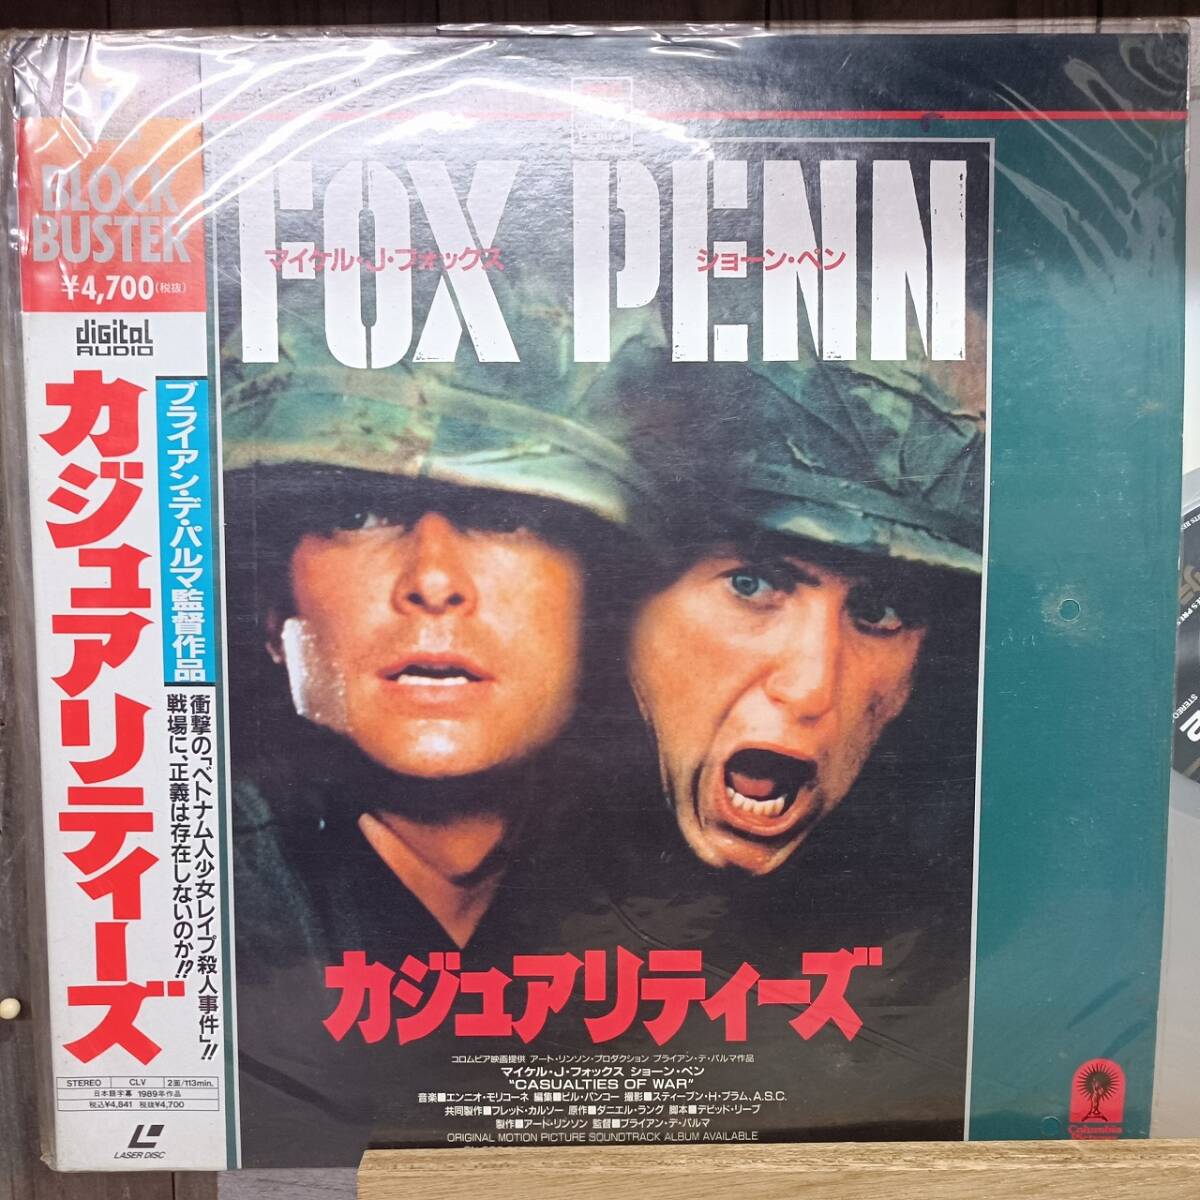 BLOCK
BUSTER
¥4,700(税抜)
digital
AUDIO
カジュアリティーズ
ブライアン・デ・パルマ監督作品
衝撃の「ベトナム人少女レイプ殺人事件」!!
戦場に、正義は存在しないのか!!?
STEREO CLV 2面/113min.
日本語字幕 1989年作品
税込¥4,841 税抜¥4,700
LASER DISC
FOX PENN
マイケル・J・フォックス ショーン・ペン
カジュアリティーズ
コロムビア映画提供 アート・リンソン・プロダクション ブライアン・デ・パルマ作品
マイケル・J・フォックス ショーン・ペン
"CASUALTIES OF WAR"
音楽■エンニオ・モリコーネ 編集■ビル・パンコー 撮影■スティーブン・H・ブラム,A.S.C.
共同製作■フレッド・カルソー 原作■ダニエル・ラング 脚本■デビッド・リーブ
製作■アート・リンソン 監督■ブライアン・デ・パルマ
ORIGINAL MOTION PICTURE SOUNDTRACK ALBUM AVAILABLE
Columbia
STEREO